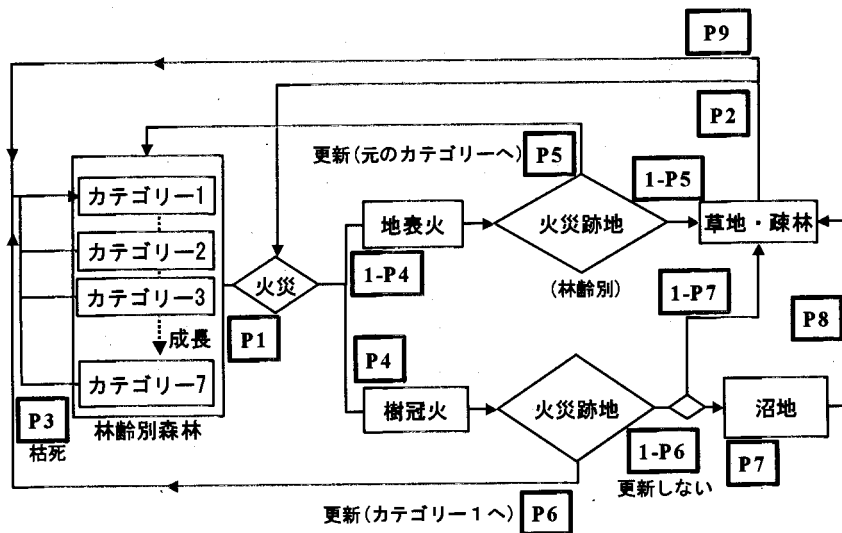 P9
P2
更新(元のカテゴリーへ)
P5
1-P5
カテゴリー1
地表火
火災跡地
草地・疎林
カテゴリー2
火災
1-P4
(林齢別)
1-P7
カテゴリー3
成長
P1
P4
P8
カテゴリー7
樹冠火
火災跡地
沼地
P3
枯死
林齢別森林
1-P6
更新しない
P7
更新(カテゴリー1へ)
P6